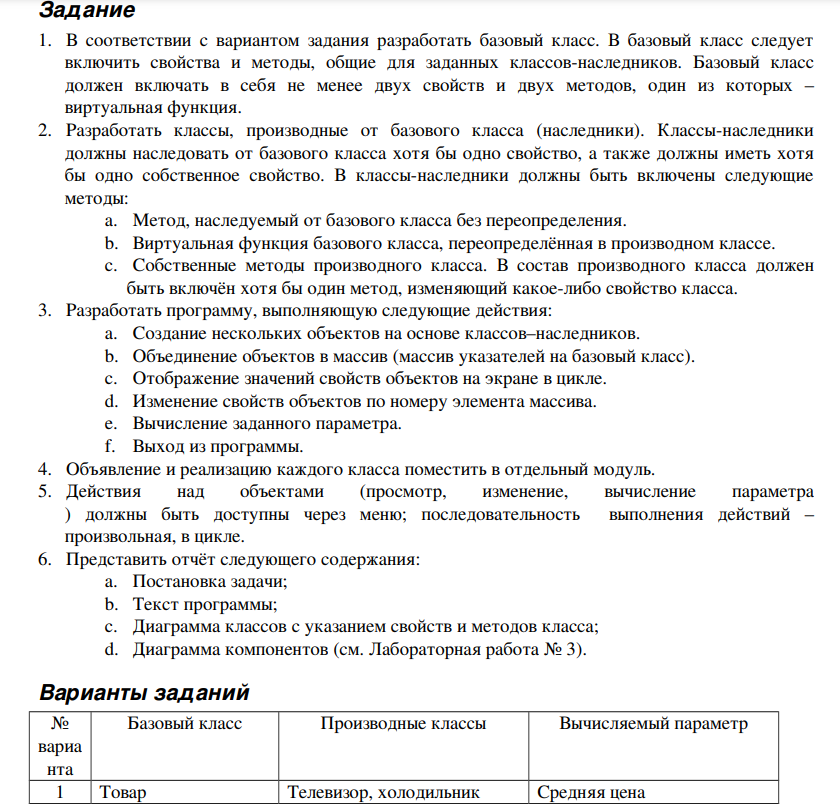 Задание
1. В соответствии с вариантом задания разработать базовый класс. В базовый класс следует
включить свойства и методы, общие для заданных классов-наследников. Базовый класс
должен включать в себя не менее двух свойств и двух методов, один из которых –
виртуальная функция.
2. Разработать классы, производные от базового класса (наследники). Классы-наследники
должны наследовать от базового класса хотя бы одно свойство, а также должны иметь хотя
бы одно собственное свойство. В классы-наследники должны быть включены следующие
методы:
a. Метод, наследуемый от базового класса без переопределения.
b. Виртуальная функция базового класса, переопределённая в производном классе.
c. Собственные методы производного класса. В состав производного класса должен
быть включён хотя бы один метод, изменяющий какое-либо свойство класса.
3. Разработать программу, выполняющую следующие действия:
a. Создание нескольких объектов на основе классов–наследников.
b. Объединение объектов в массив (массив указателей на базовый класс).
c. Отображение значений свойств объектов на экране в цикле.
d. Изменение свойств объектов по номеру элемента массива.
e. Вычисление заданного параметра.
f. Выход из программы.
4. Объявление и реализацию каждого класса поместить в отдельный модуль.
5. Действия над объектами (просмотр, изменение, вычисление параметра
) должны быть доступны через меню; последовательность выполнения действий –
произвольная, в цикле.
6. Представить отчёт следующего содержания:
a. Постановка задачи;
b. Текст программы;
c. Диаграмма классов с указанием свойств и методов класса;
d. Диаграмма компонентов (см. Лабораторная работа № 3).
Варианты заданий
№ Базовый класс Производные классы Вычисляемый параметр
вариа
нта
1 Товар Телевизор, холодильник Средняя цена